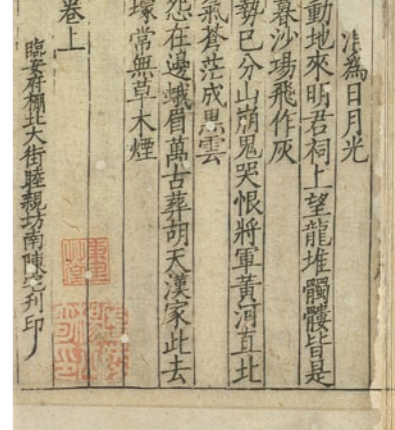 為日月光
動地來明君祠上望龍堆髑髏皆是
暮沙場飛作灰
勢已分山崩鬼哭恨將軍黃河直北
氣蒼茫成黑雲
怨在邊蛾眉萬古葬胡天漢家此去
塚常無草木煙
卷上
臨安府棚北大街睦親坊南陳宅刊印